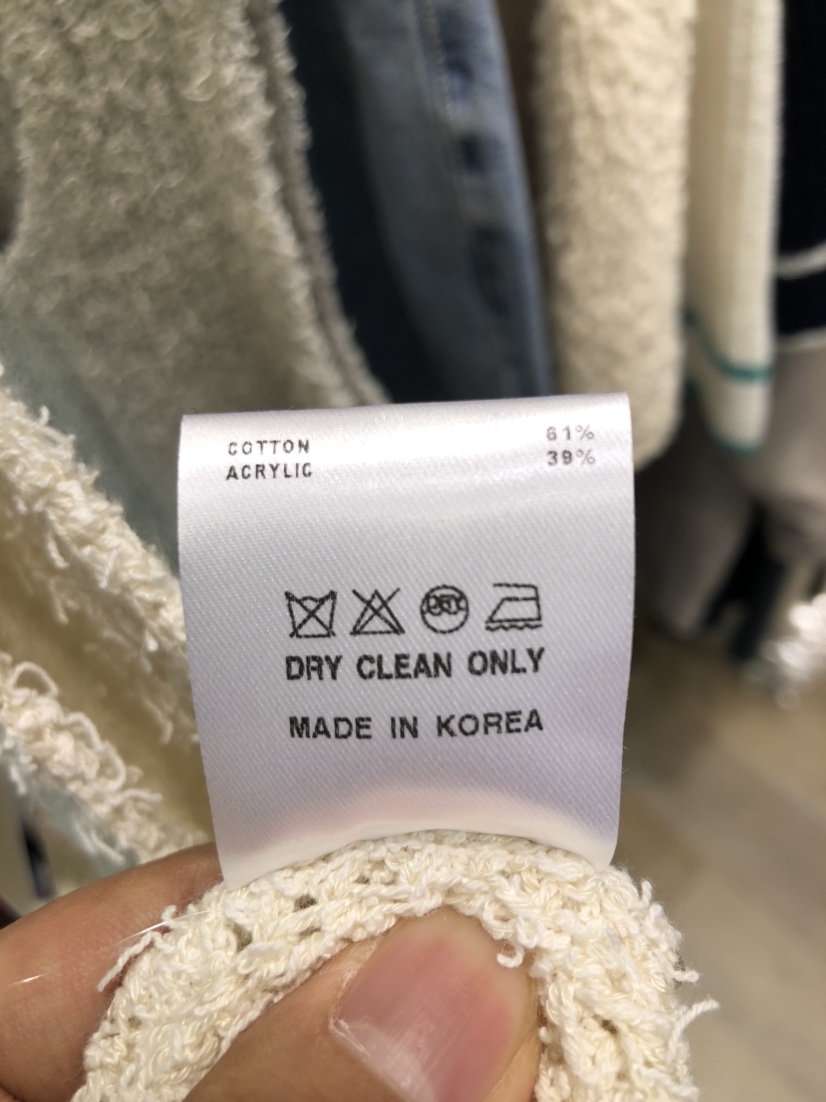 COTTON 61%
ACRYLIC 39%
DRY
DRY CLEAN ONLY
MADE IN KOREA